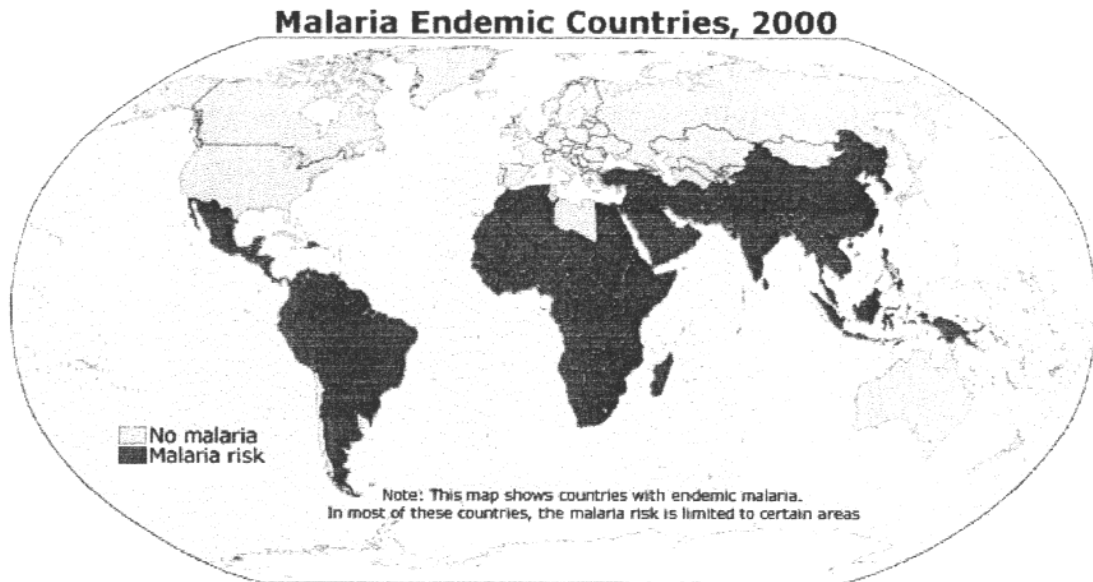 Malaria Endemic Countries, 2000
No malaria
Malaria risk
Note: This map shows countries with endemic malaria.
In most of these countries, the malaria risk is limited to certain areas